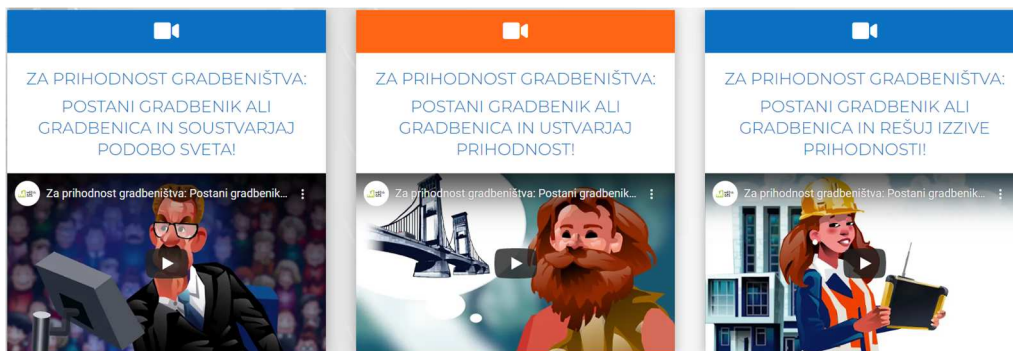 ZA PRIHODNOST GRADBENIŠTVA:
POSTANI GRADBENIK ALI
GRADBENICA IN SOUSTVARJAJ
PODOBO SVETA!
Za prihodnost gradbeništva: Postani gradbenik...
ZA PRIHODNOST GRADBENIŠTVA:
POSTANI GRADBENIK ALI
GRADBENICA IN USTVARJAJ
PRIHODNOST!
Za prihodnost gradbeništva: Postani gradbenik...
ZA PRIHODNOST GRADBENIŠTVA:
POSTANI GRADBENIK ALI
GRADBENICA IN REŠUJ IZZIVE
PRIHODNOSTI!
Za prihodnost gradbeništva: Postani gradbenik...